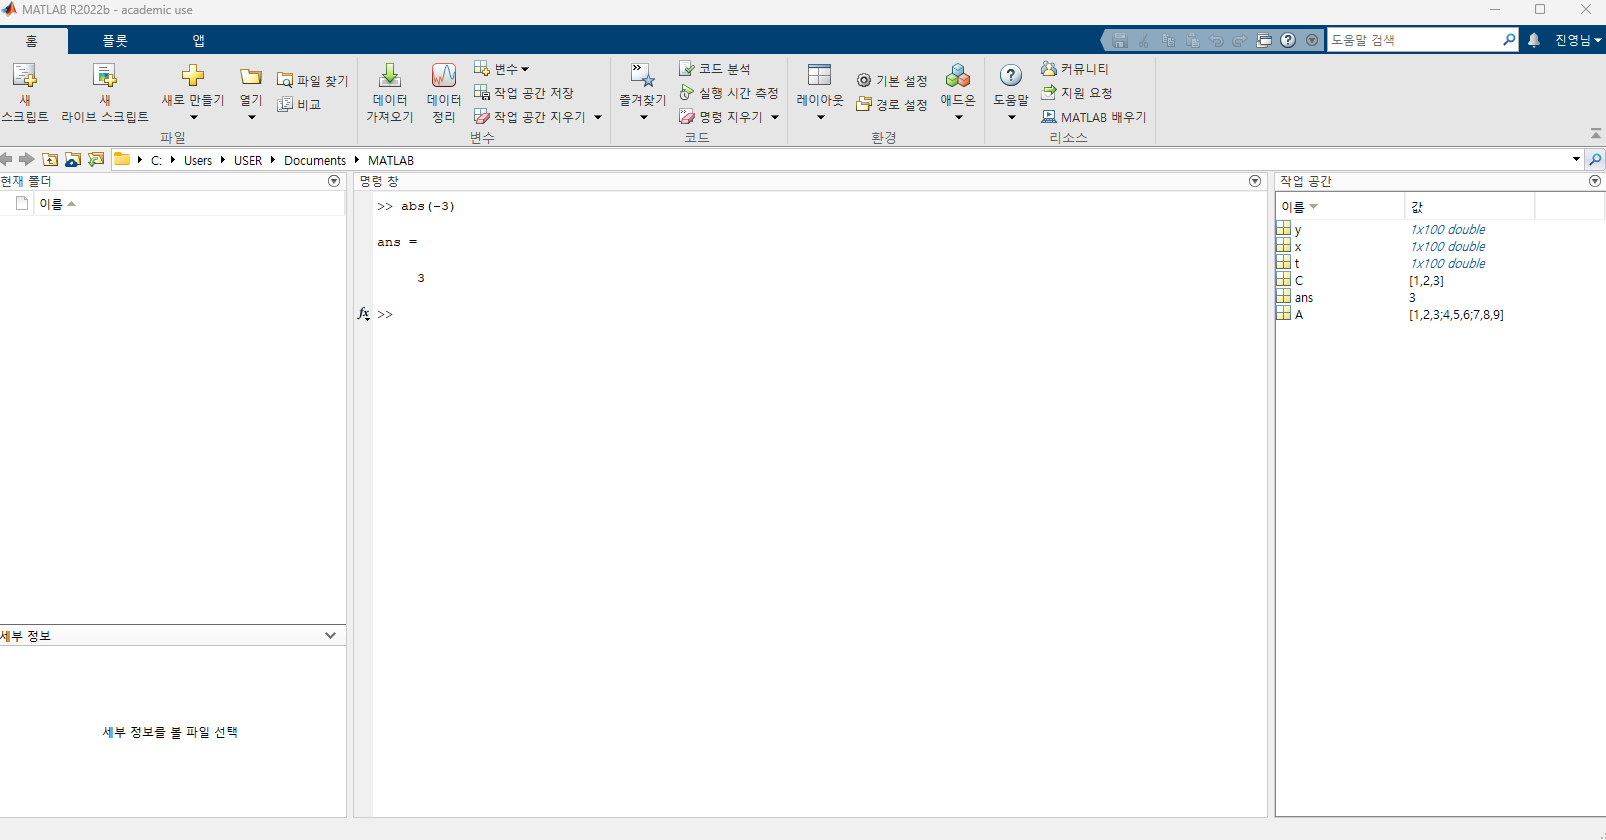 MATLAB R2022b - academic use
홈 플롯 앱 도움말 검색 진영님
새 스크립트
새 라이브 스크립트
새로 만들기
열기
파일 찾기
비교
파일
데이터 가져오기
데이터 정리
변수
작업 공간 저장
작업 공간 지우기
변수
즐겨찾기
코드 분석
실행 시간 측정
명령 지우기
코드
레이아웃
기본 설정
경로 설정
애드온
환경
도움말
커뮤니티
지원 요청
MATLAB 배우기
리소스
C: Users USER Documents MATLAB
현재 폴더
이름
세부 정보
세부 정보를 볼 파일 선택
명령 창
>> abs(-3)
ans =
3
fx >>
작업 공간
이름 값
y 1x100 double
x 1x100 double
t 1x100 double
C [1,2,3]
ans 3
A [1,2,3;4,5,6;7,8,9]